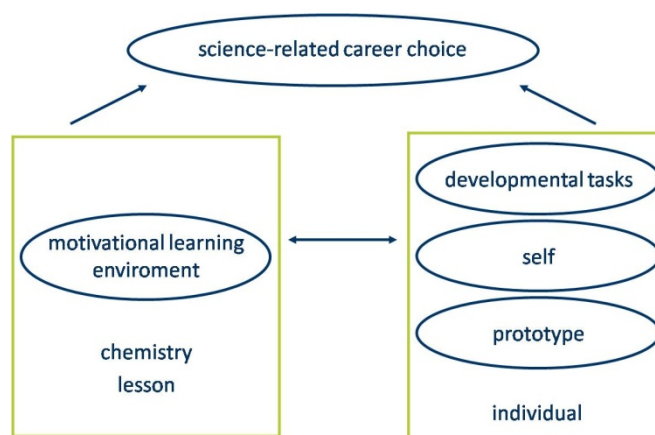 science-related career choice
motivational learning
enviroment
chemistry
lesson
developmental tasks
self
prototype
individual